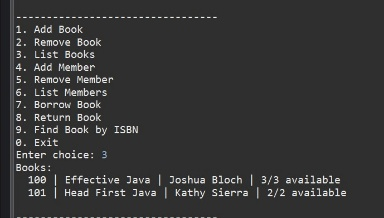 ---------------------------------
1. Add Book
2. Remove Book
3. List Books
4. Add Member
5. Remove Member
6. List Members
7. Borrow Book
8. Return Book
9. Find Book by ISBN
0. Exit
Enter choice: 3
Books:
  100 | Effective Java | Joshua Bloch | 3/3 available
  101 | Head First Java | Kathy Sierra | 2/2 available
---------------------------------